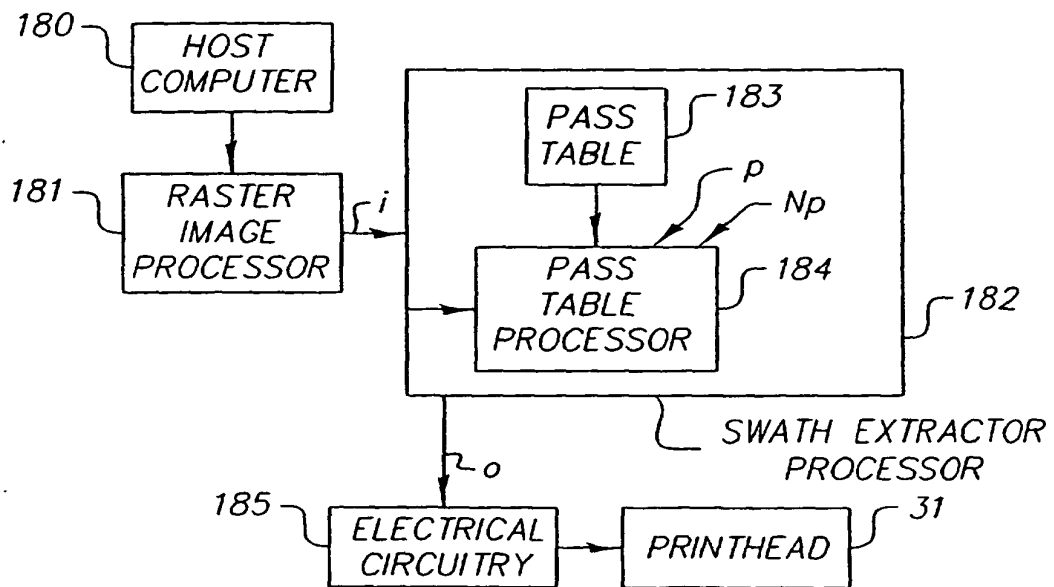 180
HOST
COMPUTER
181
RASTER
IMAGE
PROCESSOR
i
PASS
TABLE
183
p
Np
PASS
TABLE
PROCESSOR
184
182
SWATH EXTRACTOR
PROCESSOR
o
185
ELECTRICAL
CIRCUITRY
PRINTHEAD
31